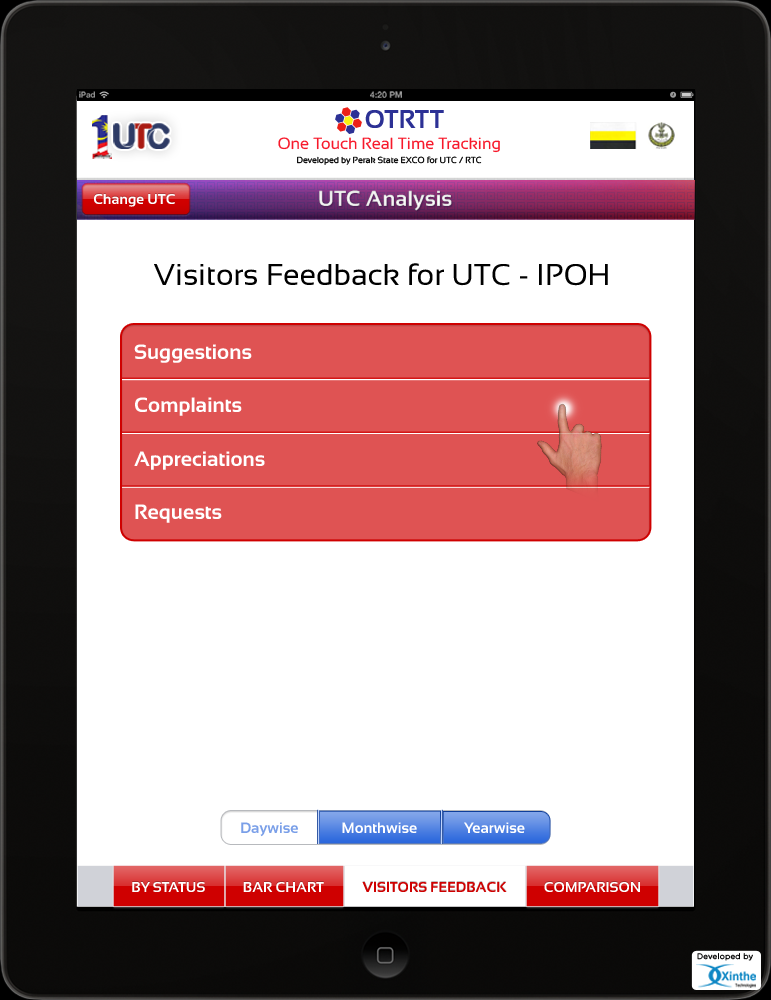 iPad
4:20 PM
1UTC
OTRTT
One Touch Real Time Tracking
Developed by Perak State EXCO for UTC / RTC
Change UTC
UTC Analysis
Visitors Feedback for UTC - IPOH
Suggestions
Complaints
Appreciations
Requests
Daywise
Monthwise
Yearwise
BY STATUS
BAR CHART
VISITORS FEEDBACK
COMPARISON
Developed by
Xinthe
Technologies